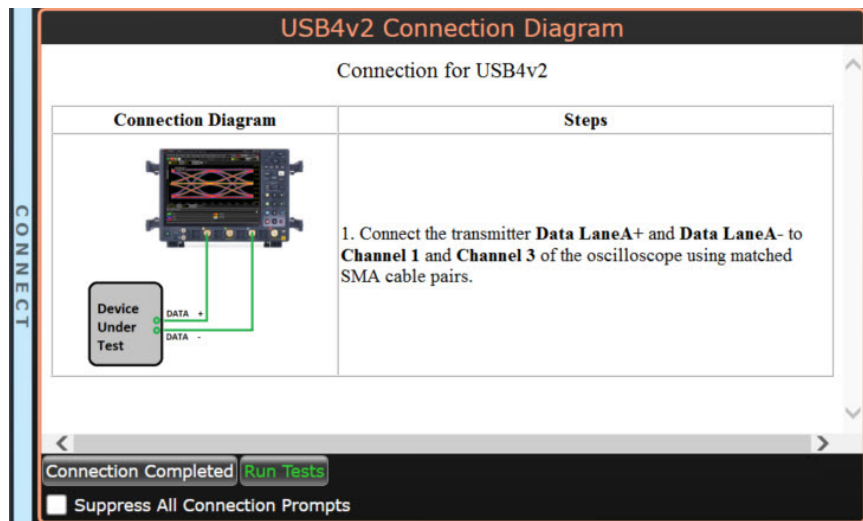 USB4v2 Connection Diagram
Connection for USB4v2
Connection Diagram
Steps
CONNECT
1. Connect the transmitter Data LaneA+ and Data LaneA- to
Channel 1 and Channel 3 of the oscilloscope using matched
SMA cable pairs.
Device
Under
Test
DATA +
DATA -
Connection Completed
Run Tests
Suppress All Connection Prompts